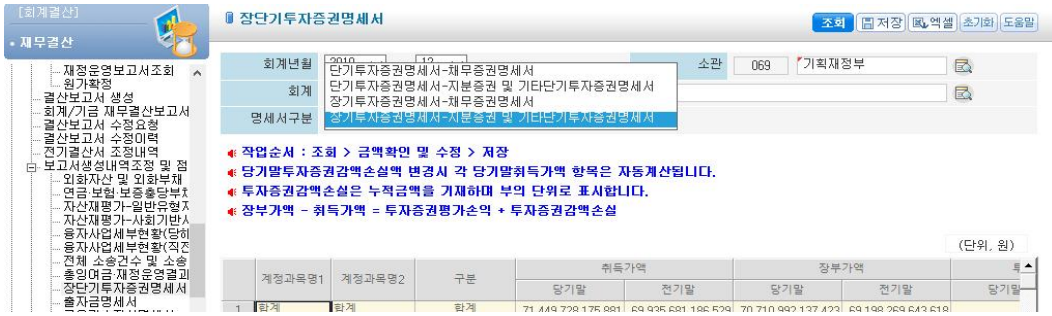 [회계결산]
• 재무결산
재정운영보고서조회
원가확정
결산보고서 생성
회계/기금 재무결산보고서
결산보고서 수정요청
결산보고서 수정이력
전기결산서 조정내역
보고서생성내역조정 및 점
외화자산 및 외화부채
연금·보험·보증충당부채
자산재평가-일반유형자
자산재평가-사회기반시
융자사업세부현황(당해
융자사업세부현황(직전
전체 소송건수 및 소송
총잉여금·재정운영결과
당단기투자증권명세서
출자금명세서
장단기투자증권명세서
조회 저장 엑셀 초기화 도움말
회계년월 2019 12 소관 069 기획재정부
회계
명세서구분
단기투자증권명세서-채무증권명세서
단기투자증권명세서-지분증권 및 기타단기투자증권명세서
장기투자증권명세서-채무증권명세서
장기투자증권명세서-지분증권 및 기타단기투자증권명세서
작업순서 : 조회 > 금액확인 및 수정 > 저장
당기말투자증권감액손실액 변경시 각 당기말취득가액 항목은 자동계산됩니다.
투자증권감액손실은 누적금액을 기재하며 부의 단위로 표시합니다.
장부가액 - 취득가액 = 투자증권평가손익 + 투자증권감액손실
(단위, 원)
계정과목명1 계정과목명2 구분 취득가액 장부가액 투
당기말 전기말 당기말 전기말 당기말
1 합계 합계 합계 71,449,728,175,881 69,935,681,186,529 70,710,992,137,423 69,198,269,643,618